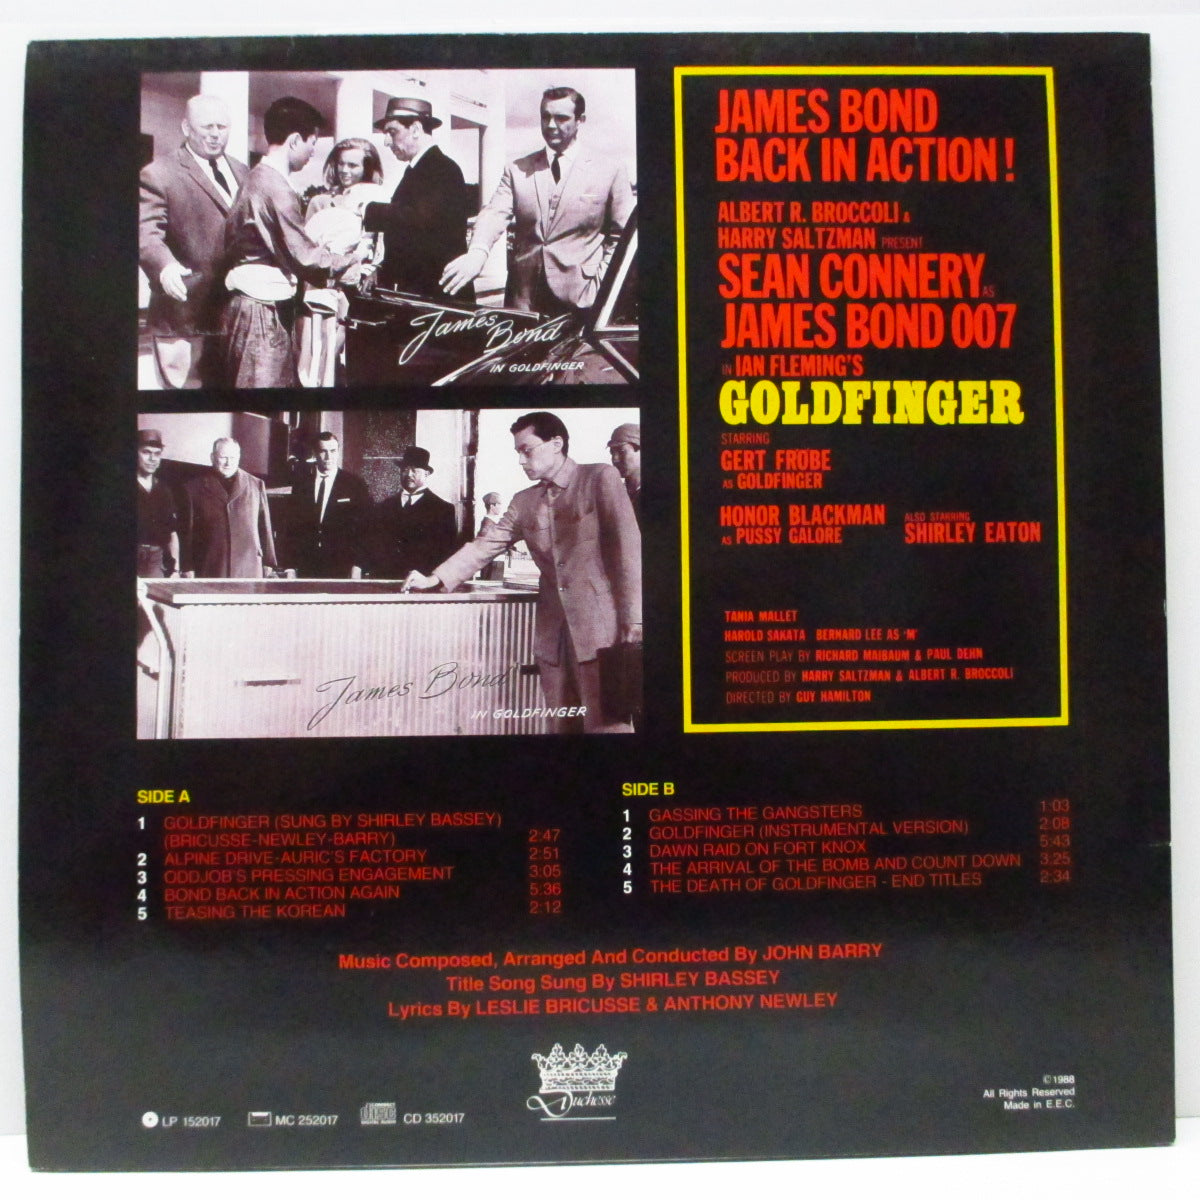 James
Bond
IN GOLDFINGER
James Bond
IN GOLDFINGER
JAMES BOND
BACK IN ACTION!
ALBERT R. BROCCOLI &
HARRY SALTZMAN PRESENT
SEAN CONNERY AS
JAMES BOND 007
IN IAN FLEMING'S
GOLDFINGER
STARRING
GERT FRÖBE
AS GOLDFINGER
HONOR BLACKMAN
AS PUSSY GALORE
ALSO STARRING
SHIRLEY EATON
TANIA MALLET
HAROLD SAKATA BERNARD LEE AS 'M'
SCREEN PLAY BY RICHARD MAIBAUM & PAUL DEHN
PRODUCED BY HARRY SALTZMAN & ALBERT R. BROCCOLI
DIRECTED BY GUY HAMILTON
SIDE A
1 GOLDFINGER (SUNG BY SHIRLEY BASSEY)
(BRICUSSE-NEWLEY-BARRY) 2:47
2 ALPINE DRIVE-AURIC'S FACTORY 2:51
3 ODDJOB'S PRESSING ENGAGEMENT 3:05
4 BOND BACK IN ACTION AGAIN 5:36
5 TEASING THE KOREAN 2:12
SIDE B
1 GASSING THE GANGSTERS 1:03
2 GOLDFINGER (INSTRUMENTAL VERSION) 2:08
3 DAWN RAID ON FORT KNOX 5:43
4 THE ARRIVAL OF THE BOMB AND COUNT DOWN 3:25
5 THE DEATH OF GOLDFINGER - END TITLES 2:34
Music Composed, Arranged And Conducted By JOHN BARRY
Title Song Sung By SHIRLEY BASSEY
Lyrics By LESLIE BRICUSSE & ANTHONY NEWLEY
Duchesse
LP 152017 MC 252017 COMPACT disc DIGITAL AUDIO CD 352017
©1988
All Rights Reserved
Made in E.E.C.